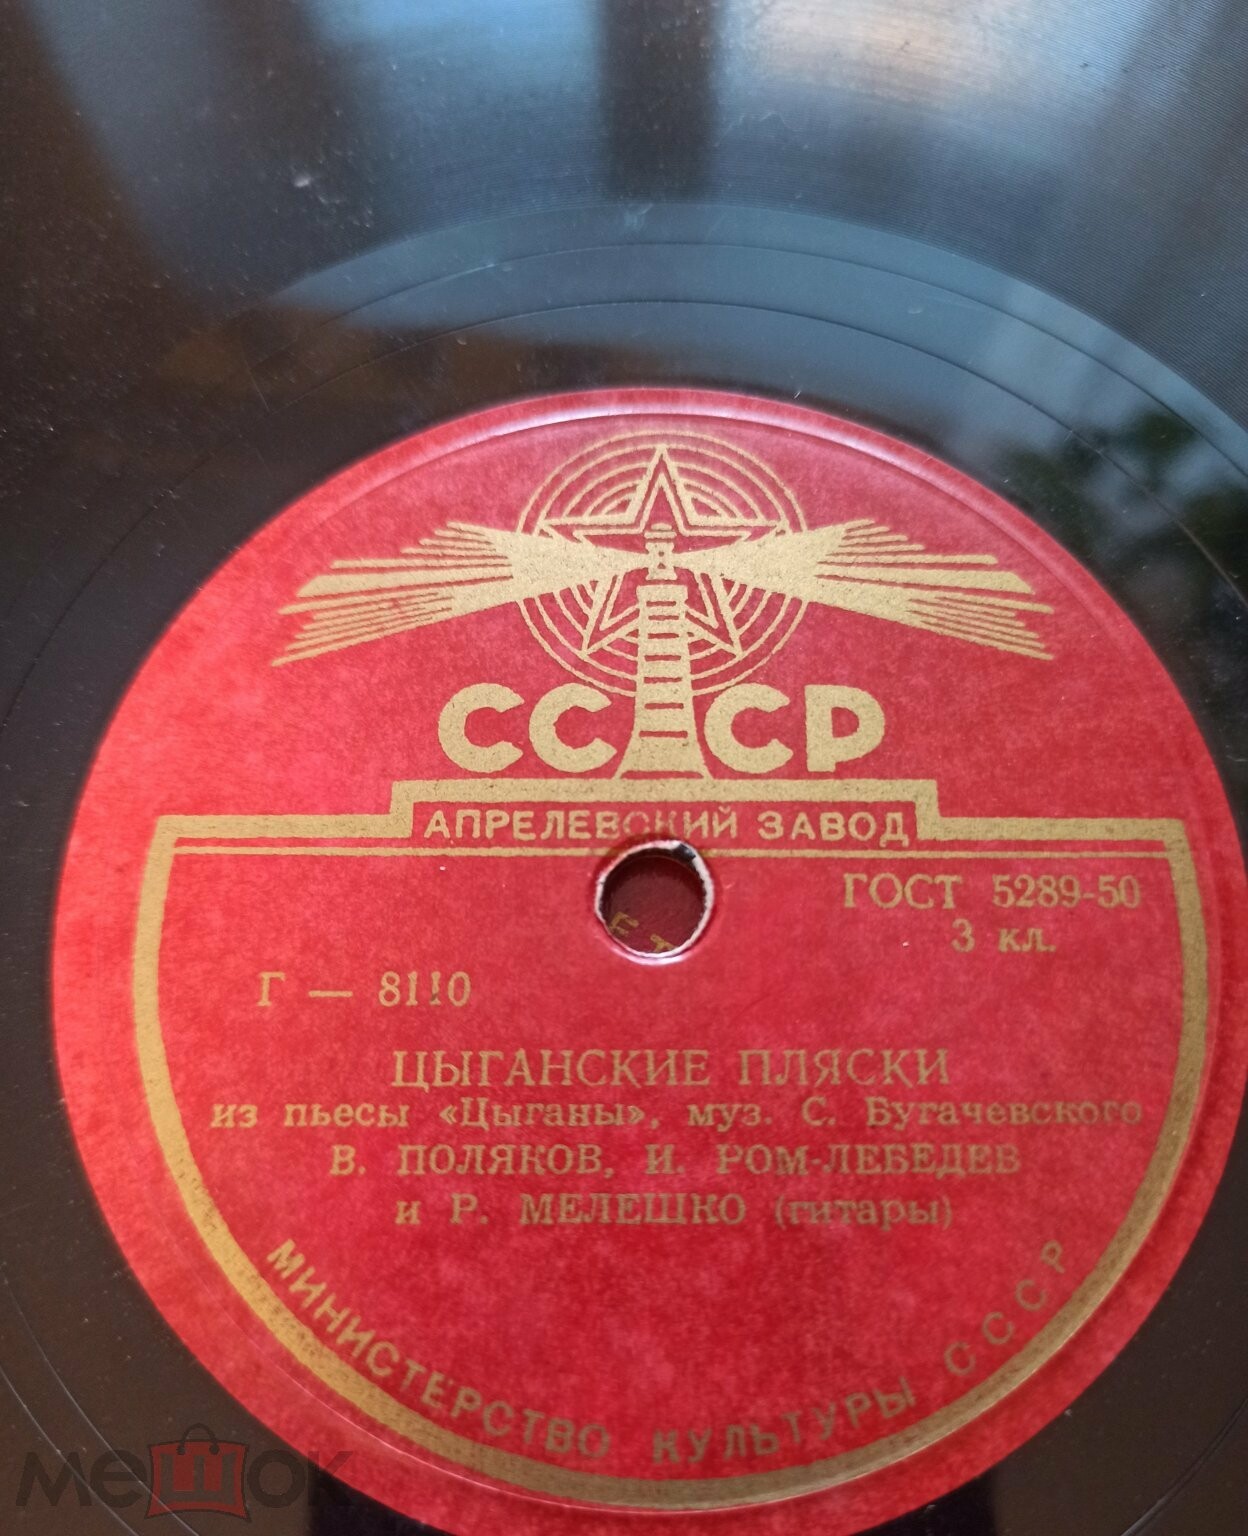 СССР
АПРЕЛЕВСКИЙ ЗАВОД
ГОСТ 5289-50
3 кл.
Г — 8110
ЦЫГАНСКИЕ ПЛЯСКИ
из пьесы «Цыганы», муз. С. Бугачевского
В. ПОЛЯКОВ, И. РОМ-ЛЕБЕДЕВ
и Р. МЕЛЕШКО (гитары)
МИНИСТЕРСТВО КУЛЬТУРЫ СССР
мешок